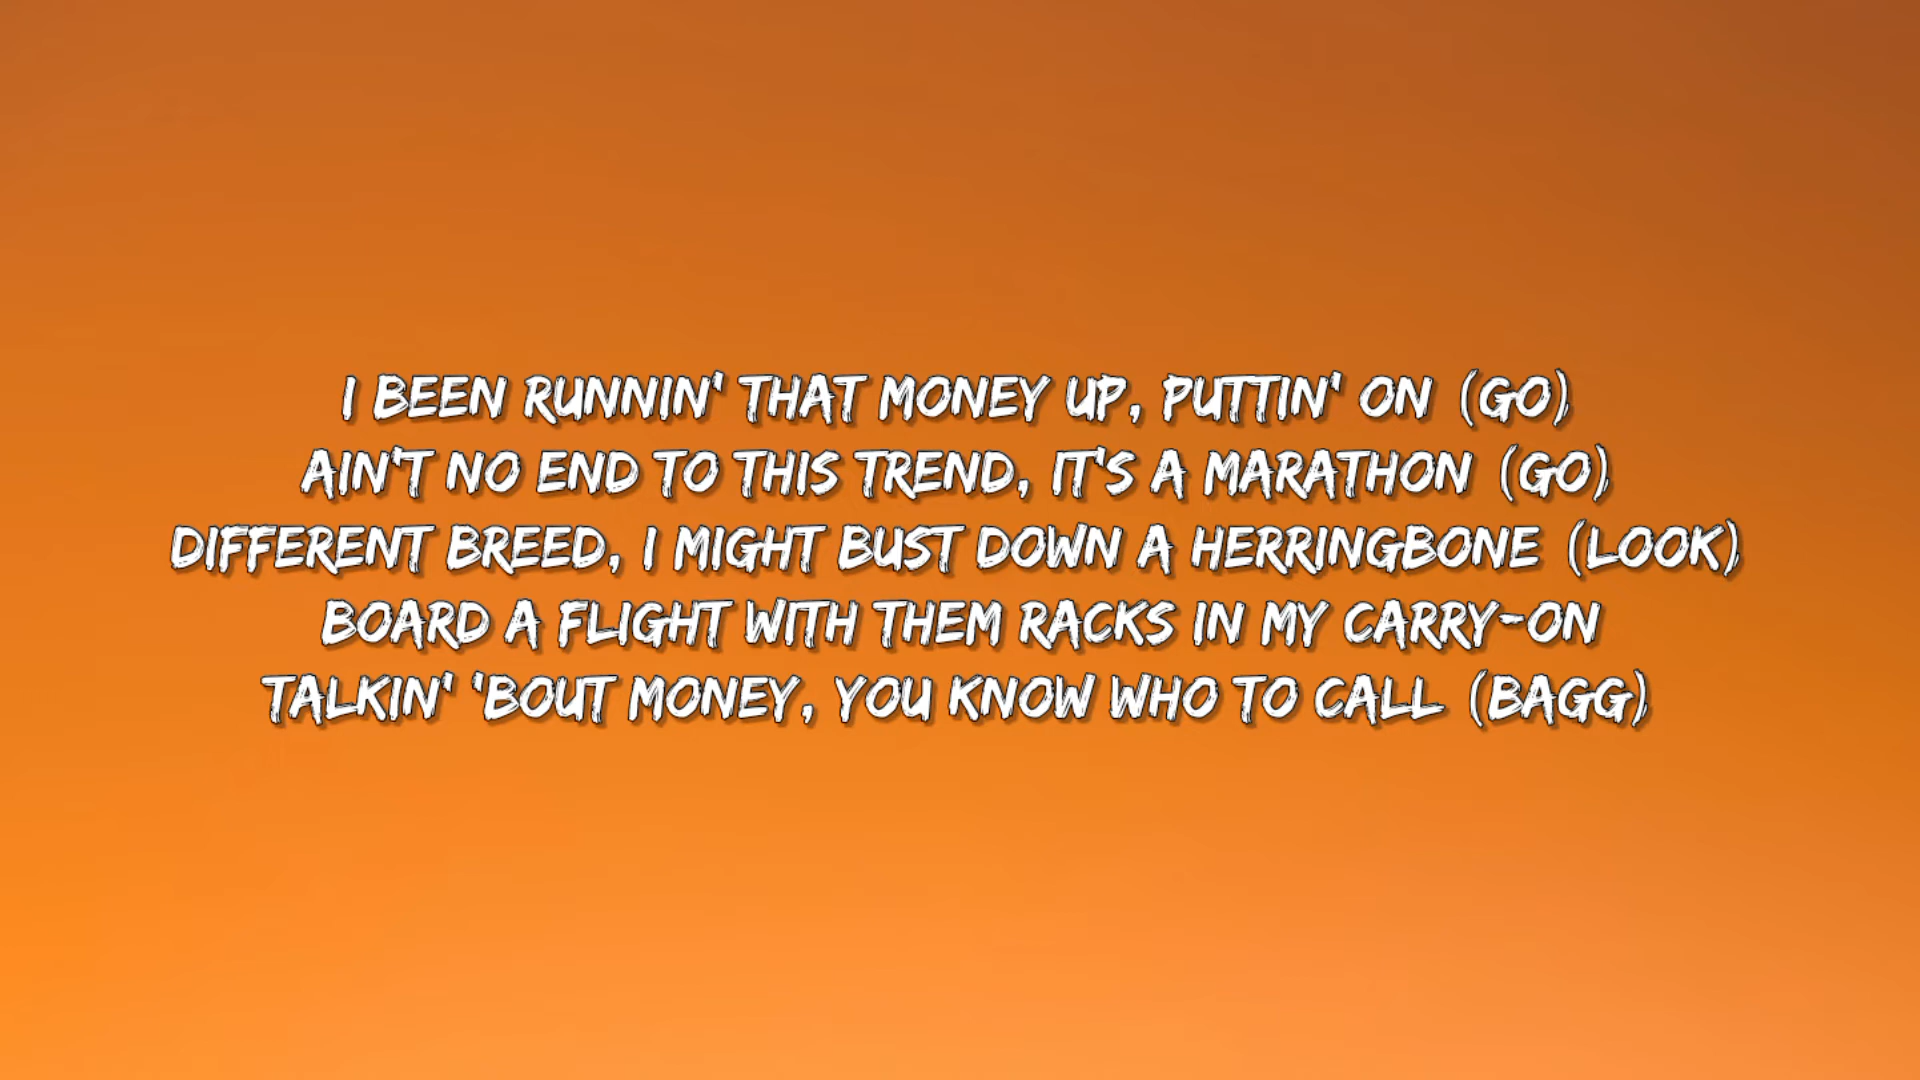 I BEEN RUNNIN' THAT MONEY UP, PUTTIN' ON (GO)
AIN'T NO END TO THIS TREND, IT'S A MARATHON (GO)
DIFFERENT BREED, I MIGHT BUST DOWN A HERRINGBONE (LOOK)
BOARD A FLIGHT WITH THEM RACKS IN MY CARRY-ON
TALKIN' 'BOUT MONEY, YOU KNOW WHO TO CALL (BAGG)